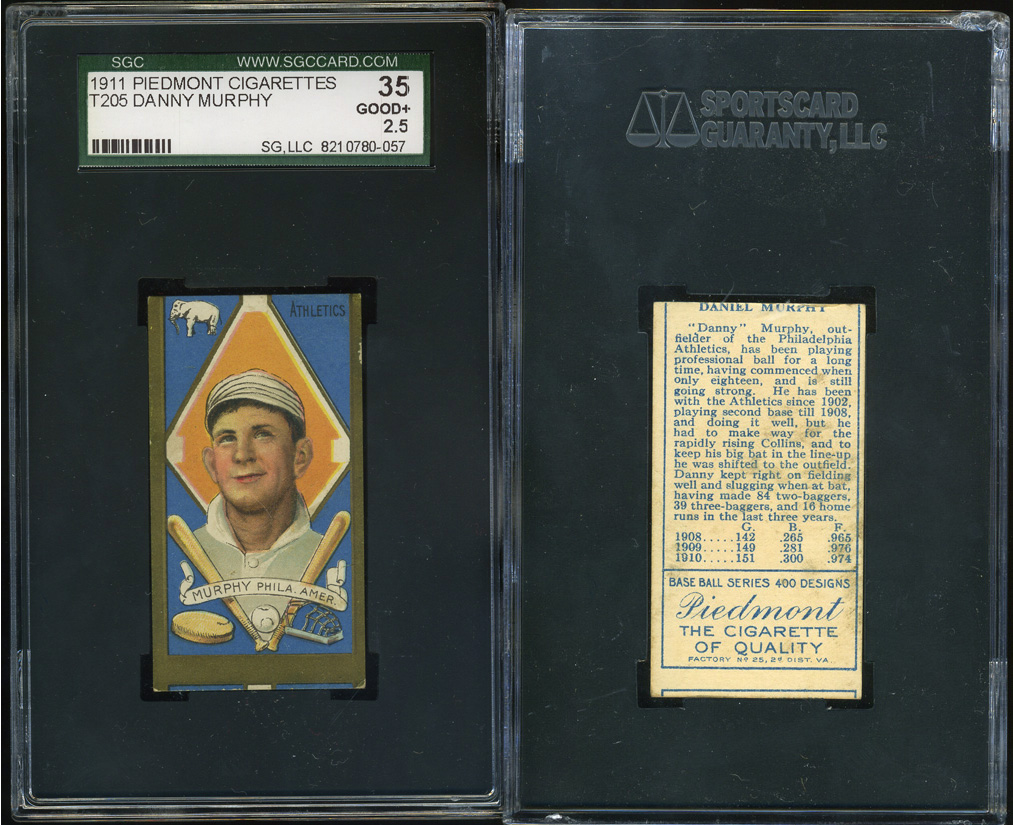 SGC WWW.SGCCARD.COM
1911 PIEDMONT CIGARETTES 35
T205 DANNY MURPHY GOOD+
2.5
SG, LLC 8210780-057
ATHLETICS
MURPHY PHILA. AMER.
SPORTSCARD
GUARANTY, LLC
DANIEL MURPHY
"Danny" Murphy, out-
fielder of the Philadelphia
Athletics, has been playing
professional ball for a long
time, having commenced when
only eighteen, and is still
going strong. He has been
with the Athletics since 1902,
playing second base till 1908,
and doing it well, but he
had to make way for the
rapidly rising Collins, and to
keep his big bat in the line-up
he was shifted to the outfield.
Danny kept right on fielding
well and slugging when at bat,
having made 84 two-baggers,
39 three-baggers, and 16 home
runs in the last three years.
G. B. F.
1908.....142 .265 .965
1909.....149 .281 .976
1910.....151 .300 .974
BASE BALL SERIES 400 DESIGNS
Piedmont
THE CIGARETTE
OF QUALITY
FACTORY Nº 25, 2ᴰ DIST. VA.